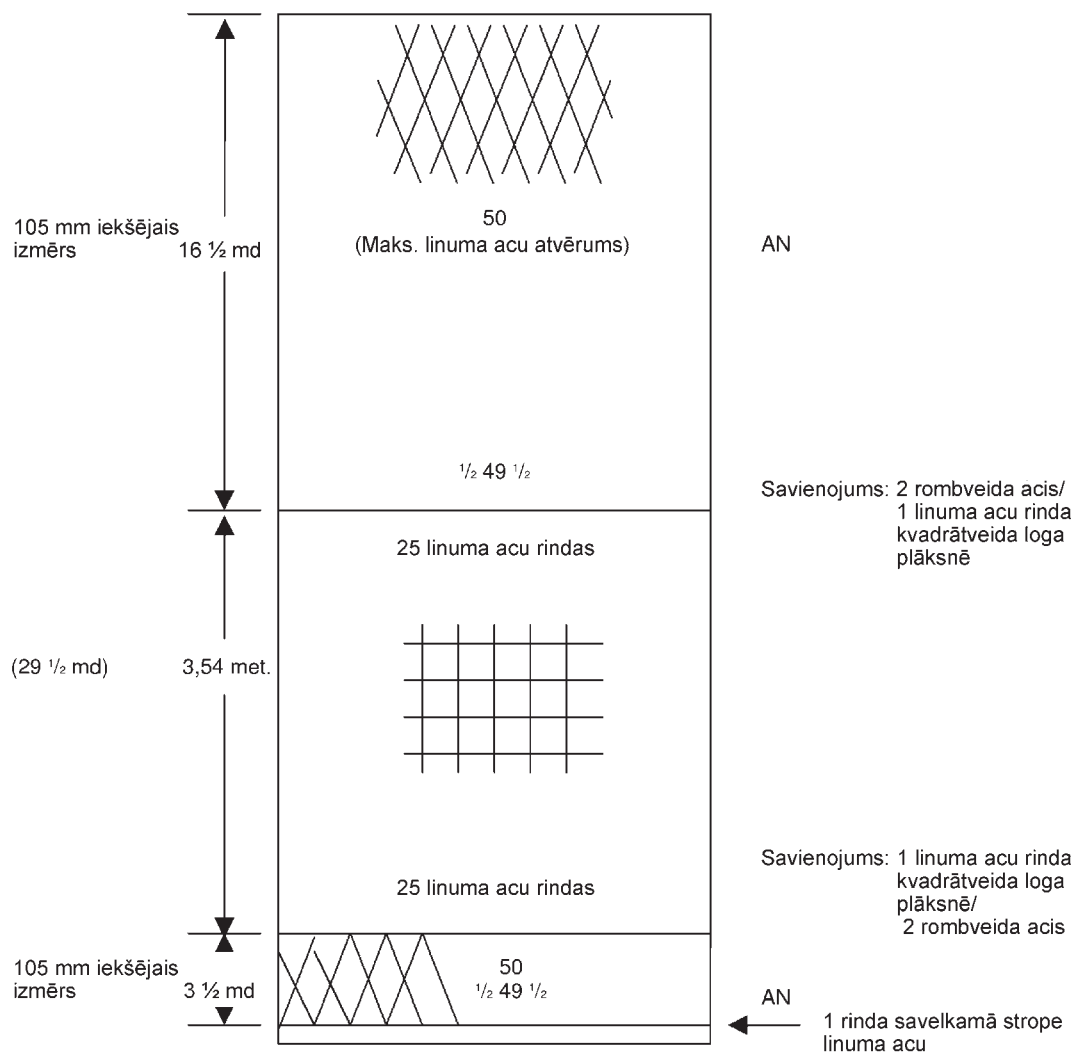 50
(Maks. linuma acu atvērums)
105 mm iekšējais
izmērs
16 ½ md
AN
½ 49 ½
Savienojums: 2 rombveida acis/
1 linuma acu rinda
kvadrātveida loga
plāksnē
25 linuma acu rindas
(29 ½ md)
3,54 met.
25 linuma acu rindas
Savienojums: 1 linuma acu rinda
kvadrātveida loga
plāksnē/
2 rombveida acis
105 mm iekšējais
izmērs
3 ½ md
50
½ 49 ½
AN
1 rinda savelkamā strope
linuma acu